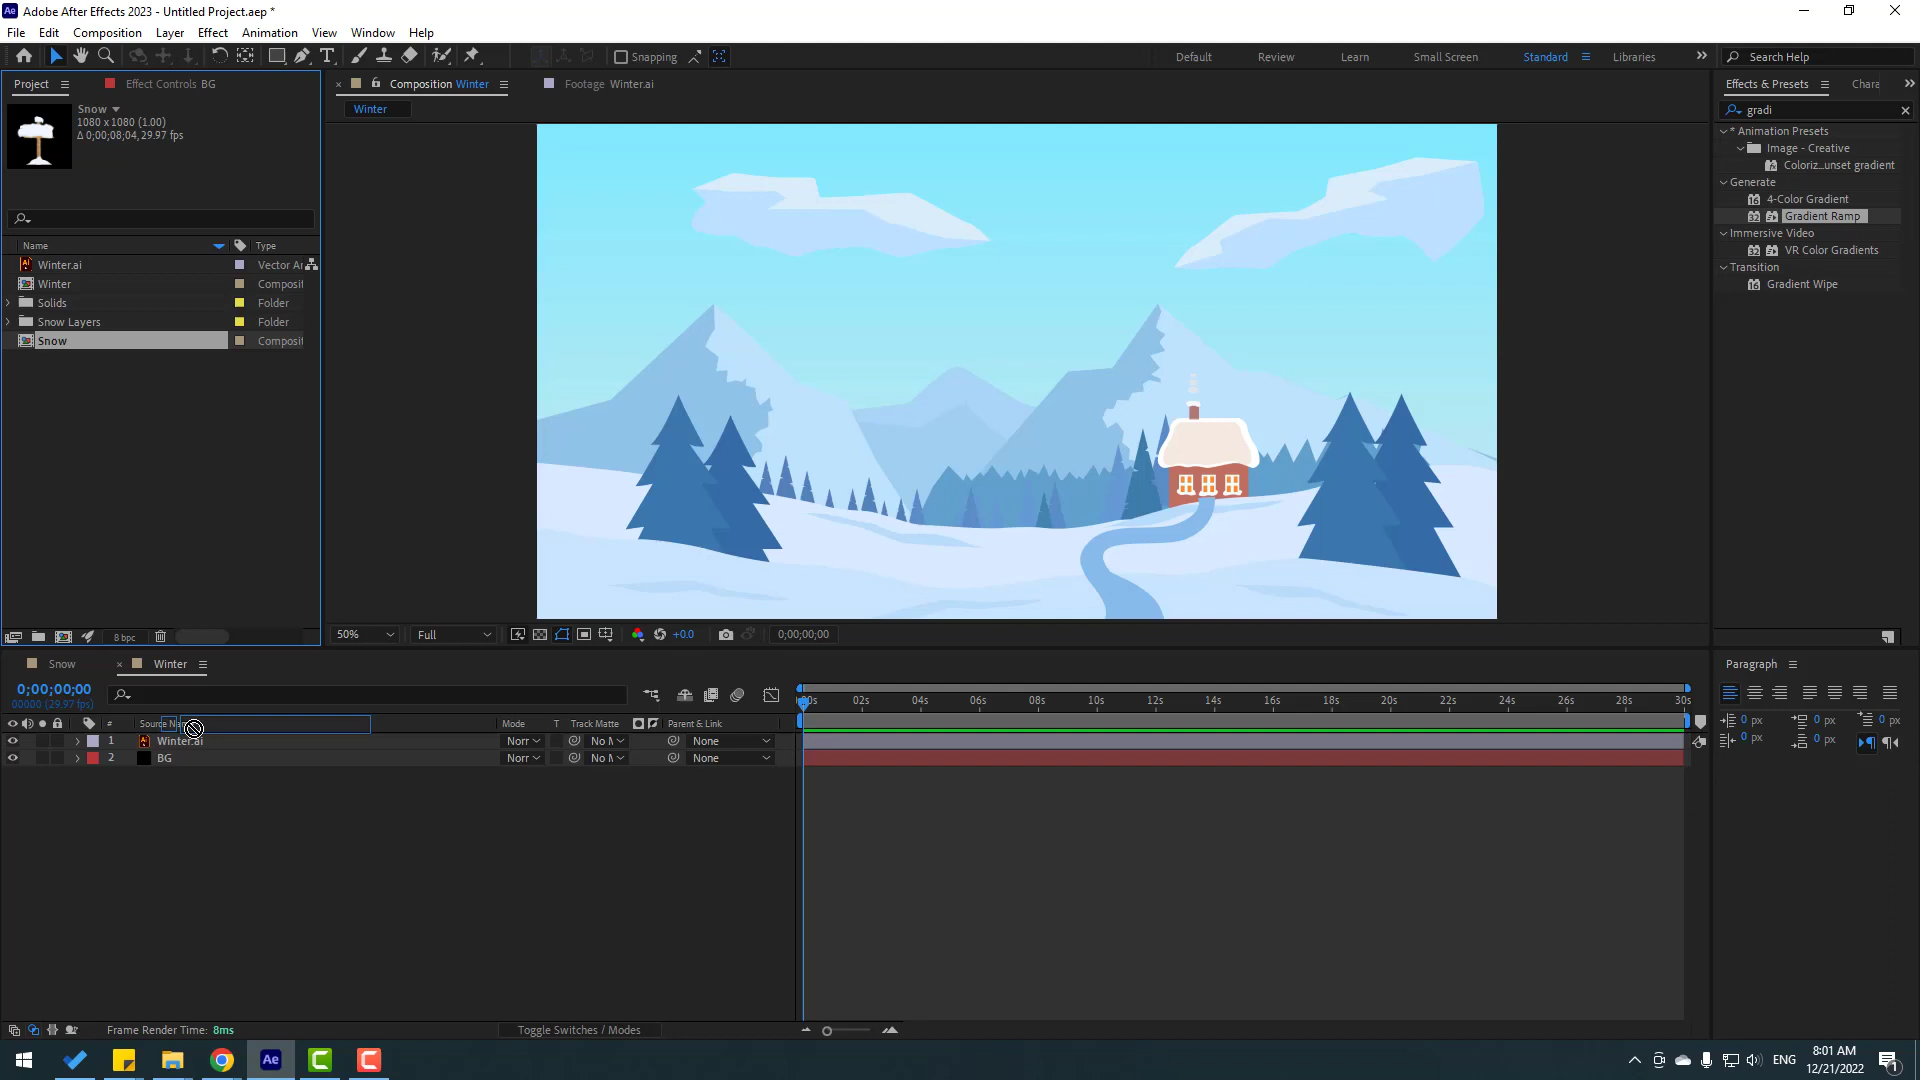 Adobe After Effects 2023 - Untitled Project.aep *
File Edit Composition Layer Effect Animation View Window Help
Snapping
Default Review Learn Small Screen Standard Libraries
Search Help
Project
Effect Controls BG
Snow
1080 x 1080 (1.00)
Δ 0;00;08;04, 29.97 fps
Name Type
Winter.ai Vector Ar
Winter Composit
Solids Folder
Snow Layers Folder
Snow Composit
8 bpc
Composition Winter
Footage Winter.ai
Winter
50% Full +0.0 0;00;00;00
Effects & Presets Chara
gradi
* Animation Presets
Image - Creative
Coloriz...unset gradient
Generate
4-Color Gradient
Gradient Ramp
Immersive Video
VR Color Gradients
Transition
Gradient Wipe
Snow Winter
0;00;00;00
00000 (29.97 fps)
# Source Mode T Track Matte Parent & Link
1 Winter.ai Norr No M None
2 BG Norr No M None
00s 02s 04s 06s 08s 10s 12s 14s 16s 18s 20s 22s 24s 26s 28s 30s
Frame Render Time: 8ms
Toggle Switches / Modes
Paragraph
0 px 0 px 0 px
0 px 0 px
Ae
ENG
8:01 AM
12/21/2022
1